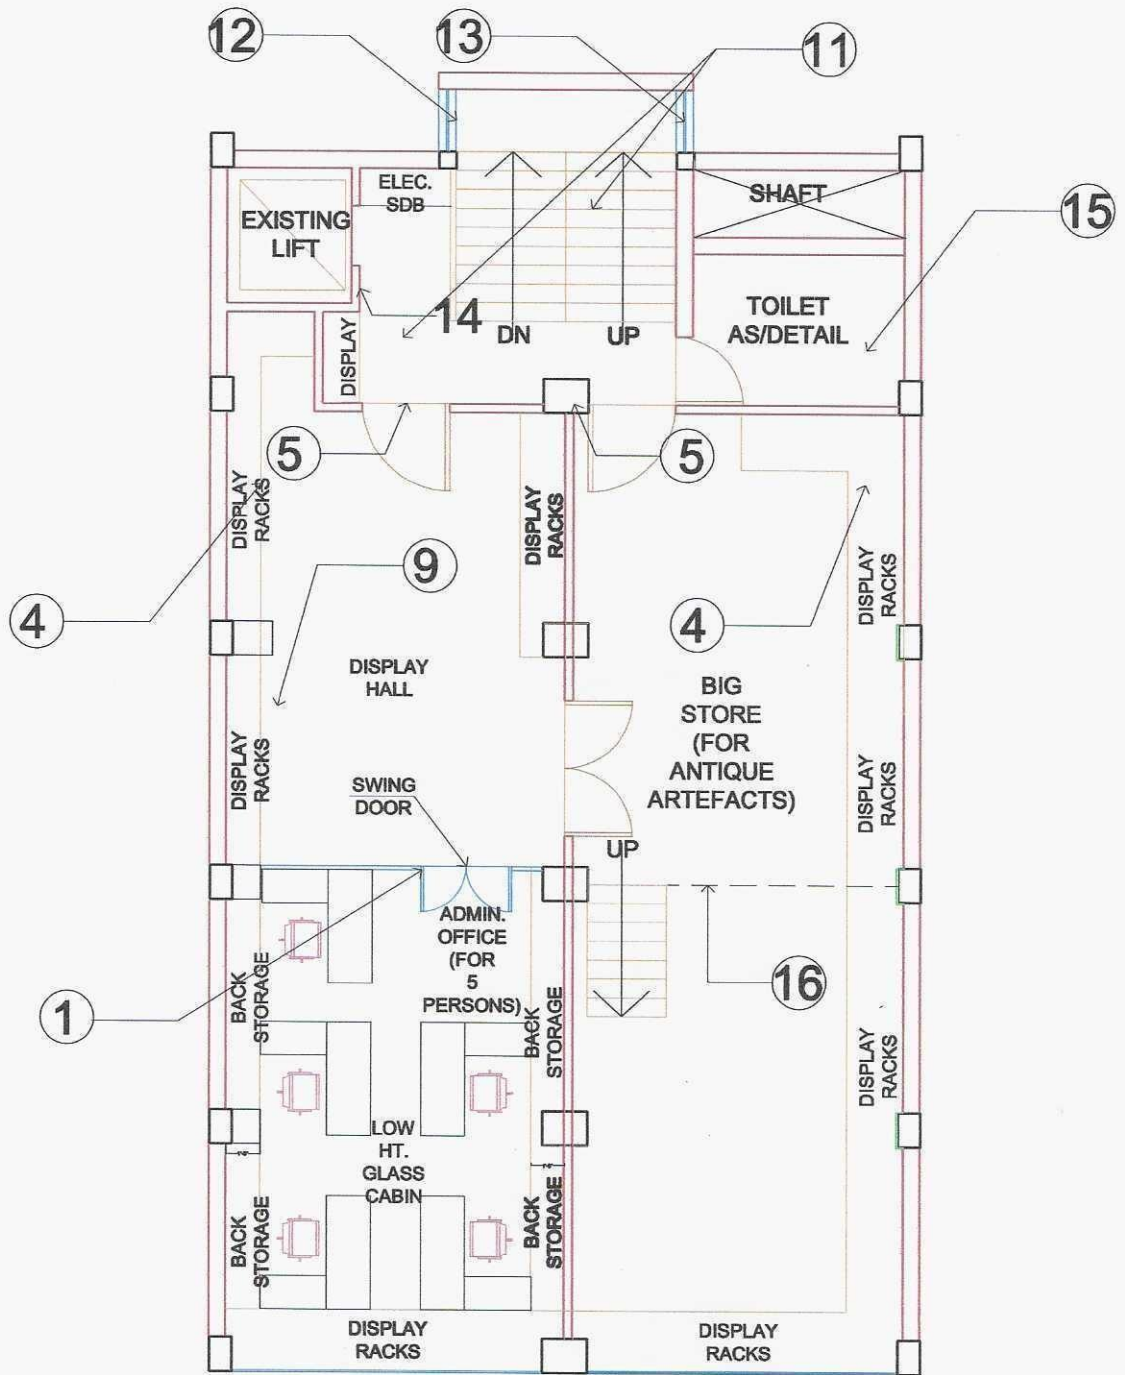 12
13
11
ELEC.
SDB
SHAFT
EXISTING
LIFT
15
14
TOILET
AS/DETAIL
DN
UP
DISPLAY
5
5
DISPLAY
RACKS
DISPLAY
RACKS
4
9
4
DISPLAY
RACKS
DISPLAY
HALL
BIG
STORE
(FOR
ANTIQUE
ARTEFACTS)
DISPLAY
RACKS
DISPLAY
RACKS
SWING
DOOR
UP
ADMIN.
OFFICE
(FOR
5
PERSONS)
BACK
STORAGE
16
1
BACK
STORAGE
DISPLAY
RACKS
LOW
HT.
GLASS
CABIN
BACK
STORAGE
BACK
STORAGE
DISPLAY
RACKS
DISPLAY
RACKS